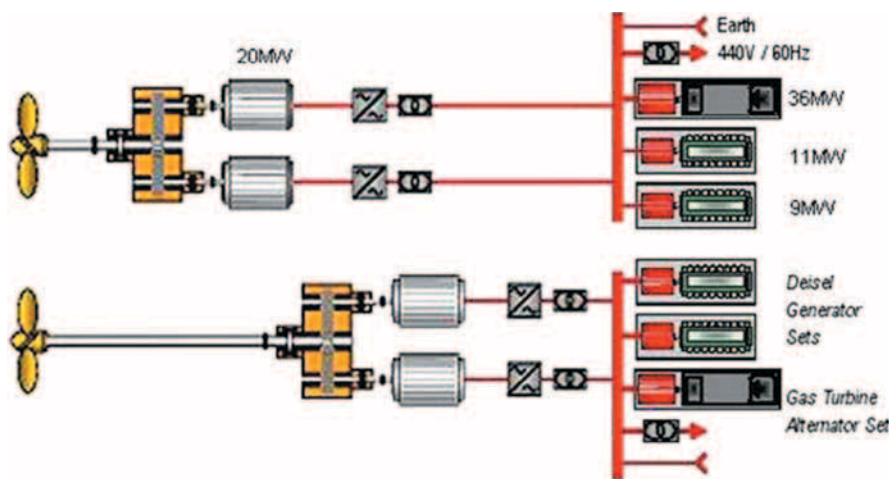 Earth
20MW
440V / 60Hz
36MW
11MW
9MW
Deisel
Generator
Sets
Gas Turbine
Alternator Set